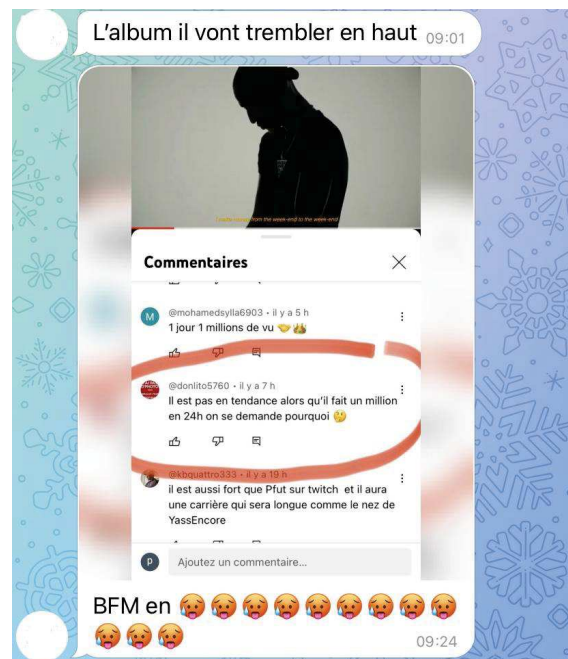 L'album il vont trembler en haut 09:01
Commentaires
M
@mohamedsylla6903 • il y a 5 h
1 jour 1 millions de vu 🤝👑
@donlito5760 • il y a 7 h
Il est pas en tendance alors qu'il fait un million
en 24h on se demande pourquoi 🤔
@kbquattro333 • il y a 19 h
il est aussi fort que Pfut sur twitch et il aura
une carrière qui sera longue comme le nez de
YassEncore
p
Ajoutez un commentaire...
BFM en 🥵🥵🥵🥵🥵🥵🥵🥵🥵
🥵🥵🥵 09:24